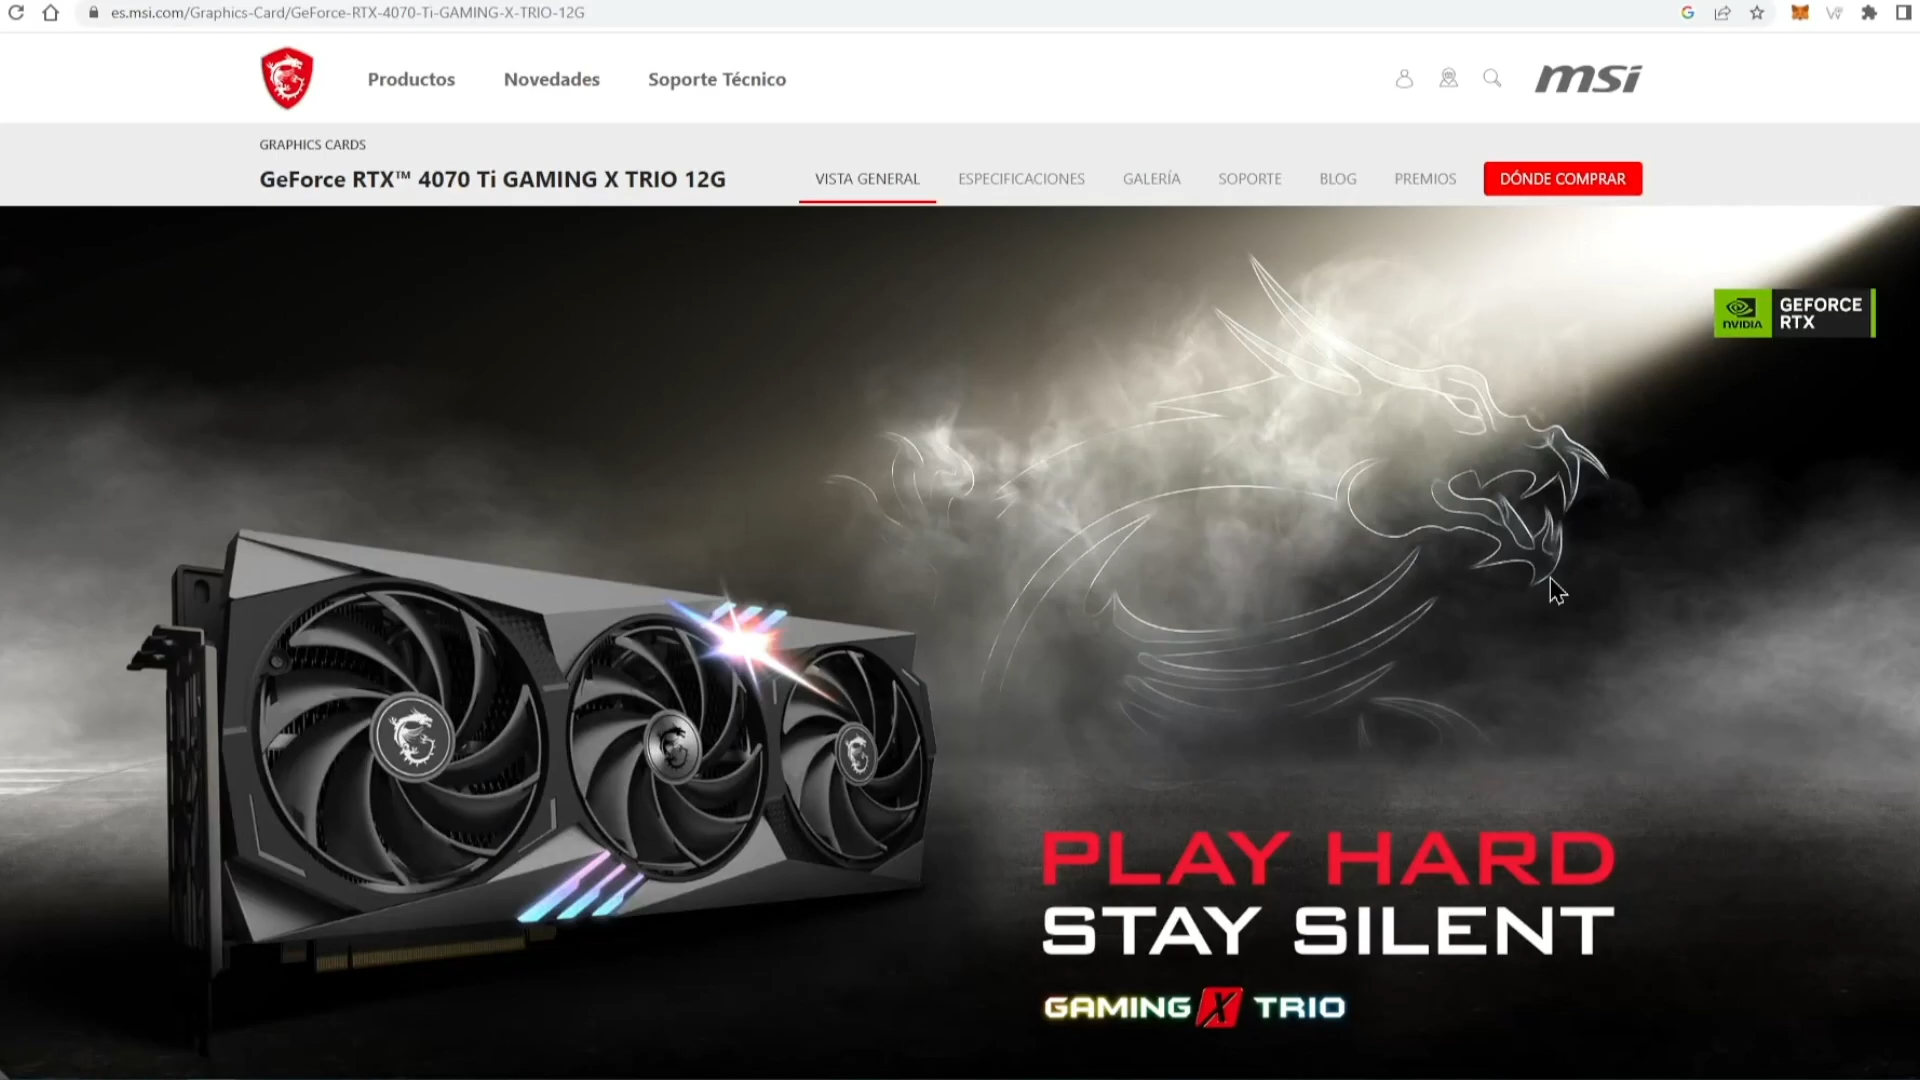 es.msi.com/Graphics-Card/GeForce-RTX-4070-Ti-GAMING-X-TRIO-12G
Productos
Novedades
Soporte Técnico
msi
GRAPHICS CARDS
GeForce RTX™ 4070 Ti GAMING X TRIO 12G
VISTA GENERAL
ESPECIFICACIONES
GALERÍA
SOPORTE
BLOG
PREMIOS
DÓNDE COMPRAR
NVIDIA
GEFORCE
RTX
PLAY HARD
STAY SILENT
GAMING X TRIO